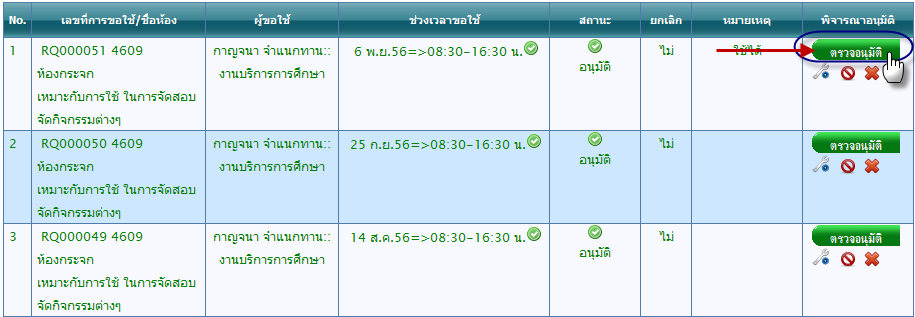 No. เลขที่การขอใช้/ชื่อห้อง ผู้ขอใช้ ช่วงเวลาขอใช้ สถานะ ยกเลิก หมายเหตุ พิจารณาอนุมัติ
1 RQ000051 4609 กาญจนา จำแนกทาน:: 6 พ.ย.56=>08:30-16:30 น. ไม่ ใช้ได้ ตรวจอนุมัติ
ห้องกระจก งานบริการการศึกษา อนุมัติ
เหมาะกับการใช้ ในการจัดสอบ
จัดกิจกรรมต่างๆ
2 RQ000050 4609 กาญจนา จำแนกทาน:: 25 ก.ย.56=>08:30-16:30 น. ไม่ ตรวจอนุมัติ
ห้องกระจก งานบริการการศึกษา อนุมัติ
เหมาะกับการใช้ ในการจัดสอบ
จัดกิจกรรมต่างๆ
3 RQ000049 4609 กาญจนา จำแนกทาน:: 14 ส.ค.56=>08:30-16:30 น. ไม่ ตรวจอนุมัติ
ห้องกระจก งานบริการการศึกษา อนุมัติ
เหมาะกับการใช้ ในการจัดสอบ
จัดกิจกรรมต่างๆ